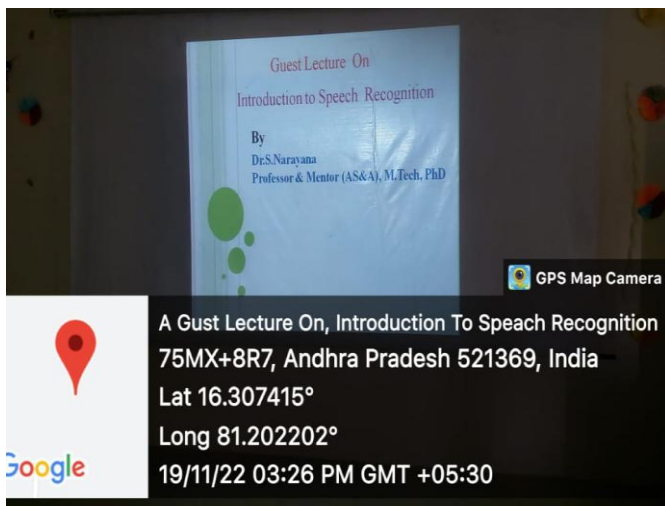 Guest Lecture On
Introduction to Speech Recognition
By
Dr.S.Narayana
Professor & Mentor (AS&A), M.Tech, PhD
GPS Map Camera
A Gust Lecture On, Introduction To Speach Recognition
75MX+8R7, Andhra Pradesh 521369, India
Lat 16.307415°
Long 81.202202°
19/11/22 03:26 PM GMT +05:30
Google